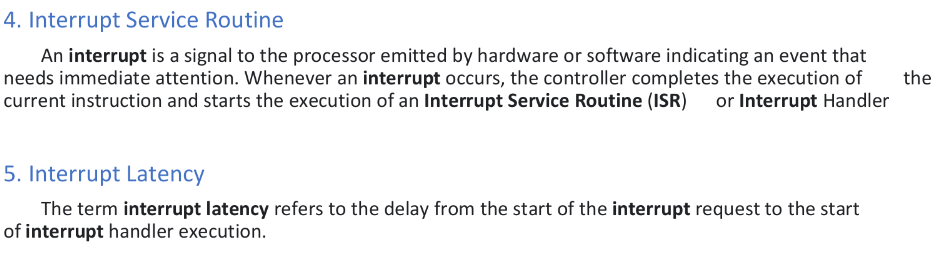 4. Interrupt Service Routine
An interrupt is a signal to the processor emitted by hardware or software indicating an event that
needs immediate attention. Whenever an interrupt occurs, the controller completes the execution of the
current instruction and starts the execution of an Interrupt Service Routine (ISR) or Interrupt Handler
5. Interrupt Latency
The term interrupt latency refers to the delay from the start of the interrupt request to the start
of interrupt handler execution.